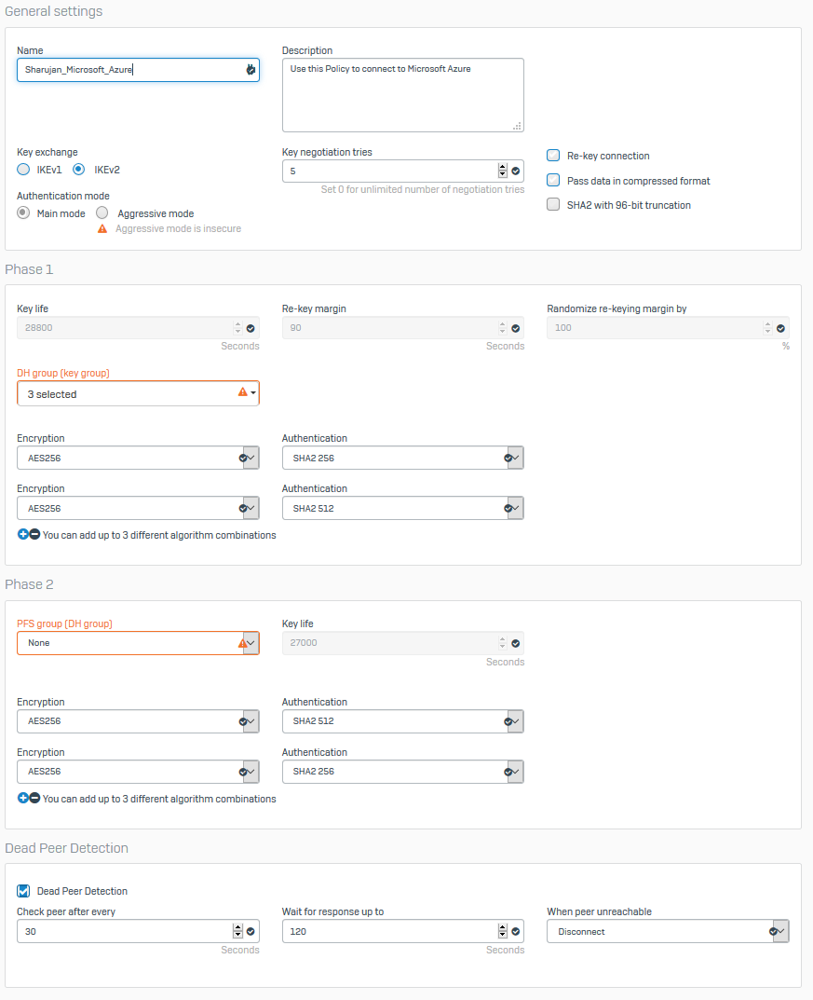 General settings
Name
Description
Sharujan_Microsoft_Azure
Use this Policy to connect to Microsoft Azure
Key exchange
Key negotiation tries
IKEv1
IKEv2
5
Set 0 for unlimited number of negotiation tries
Re-key connection
Pass data in compressed format
SHA2 with 96-bit truncation
Authentication mode
Main mode
Aggressive mode
Aggressive mode is insecure
Phase 1
Key life
Re-key margin
Randomize re-keying margin by
28800
90
100
Seconds
Seconds
%
DH group (key group)
3 selected
Encryption
Authentication
AES256
SHA2 256
Encryption
Authentication
AES256
SHA2 512
You can add up to 3 different algorithm combinations
Phase 2
PFS group (DH group)
Key life
None
27000
Seconds
Encryption
Authentication
AES256
SHA2 512
Encryption
Authentication
AES256
SHA2 256
You can add up to 3 different algorithm combinations
Dead Peer Detection
Dead Peer Detection
Check peer after every
Wait for response up to
When peer unreachable
30
120
Disconnect
Seconds
Seconds